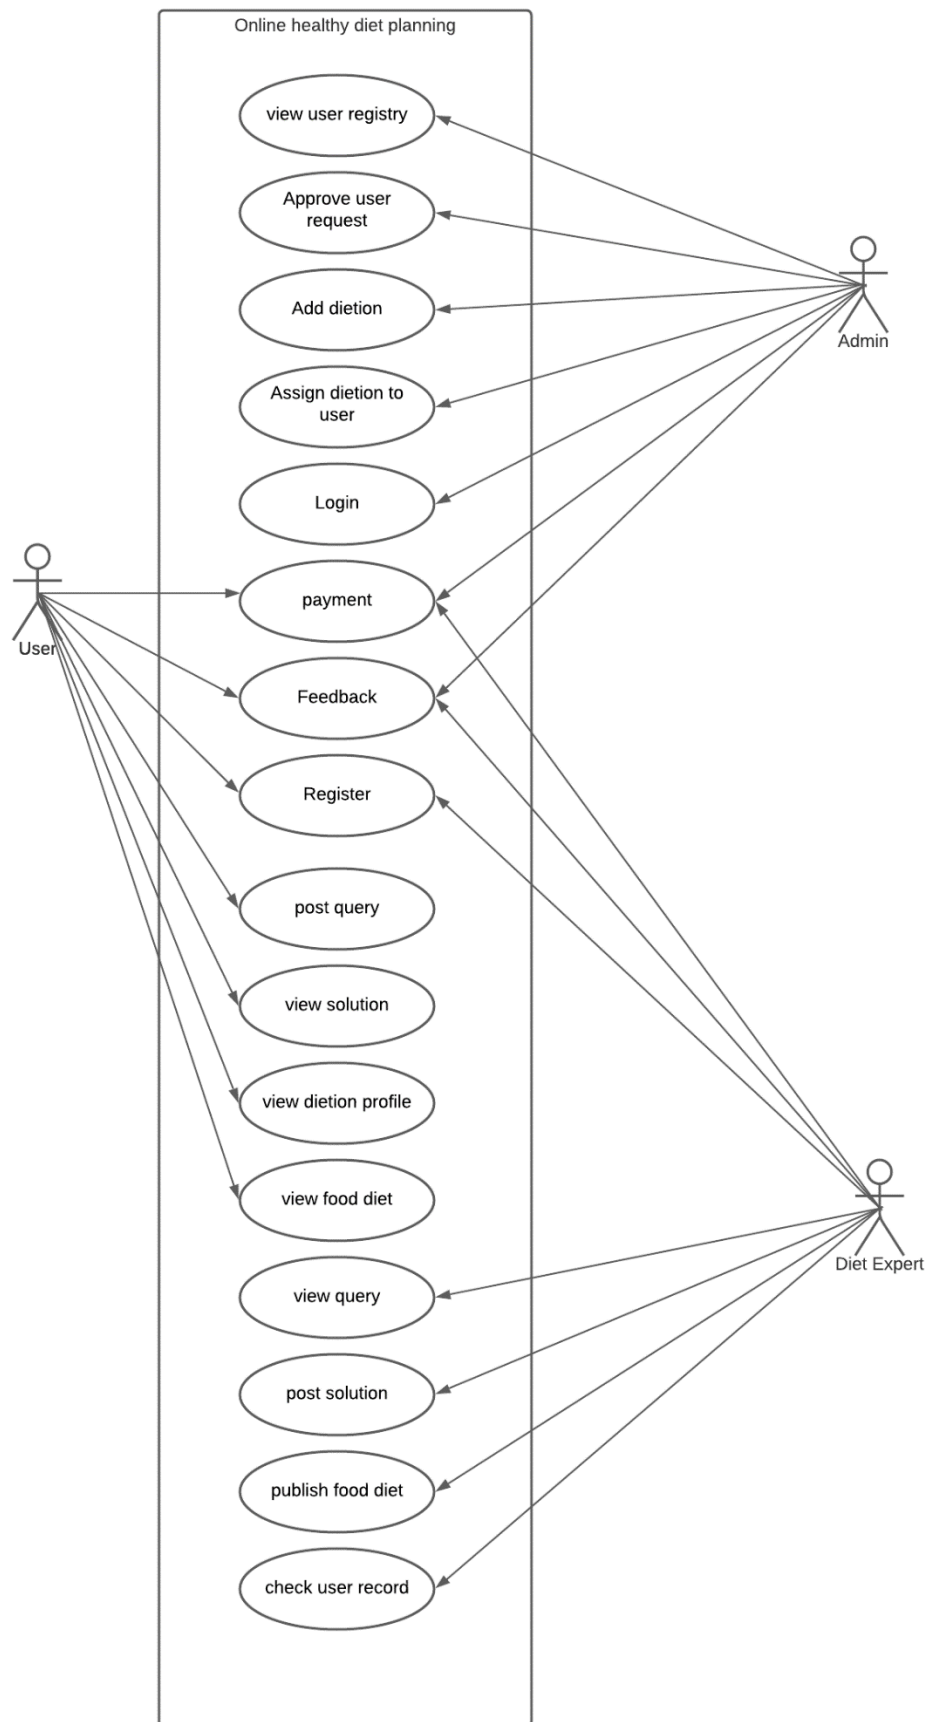 Online healthy diet planning
view user registry
Approve user
request
Add dietion
Admin
Assign dietion to
user
Login
payment
User
Feedback
Register
post query
view solution
view dietion profile
view food diet
Diet Expert
view query
post solution
publish food diet
check user record